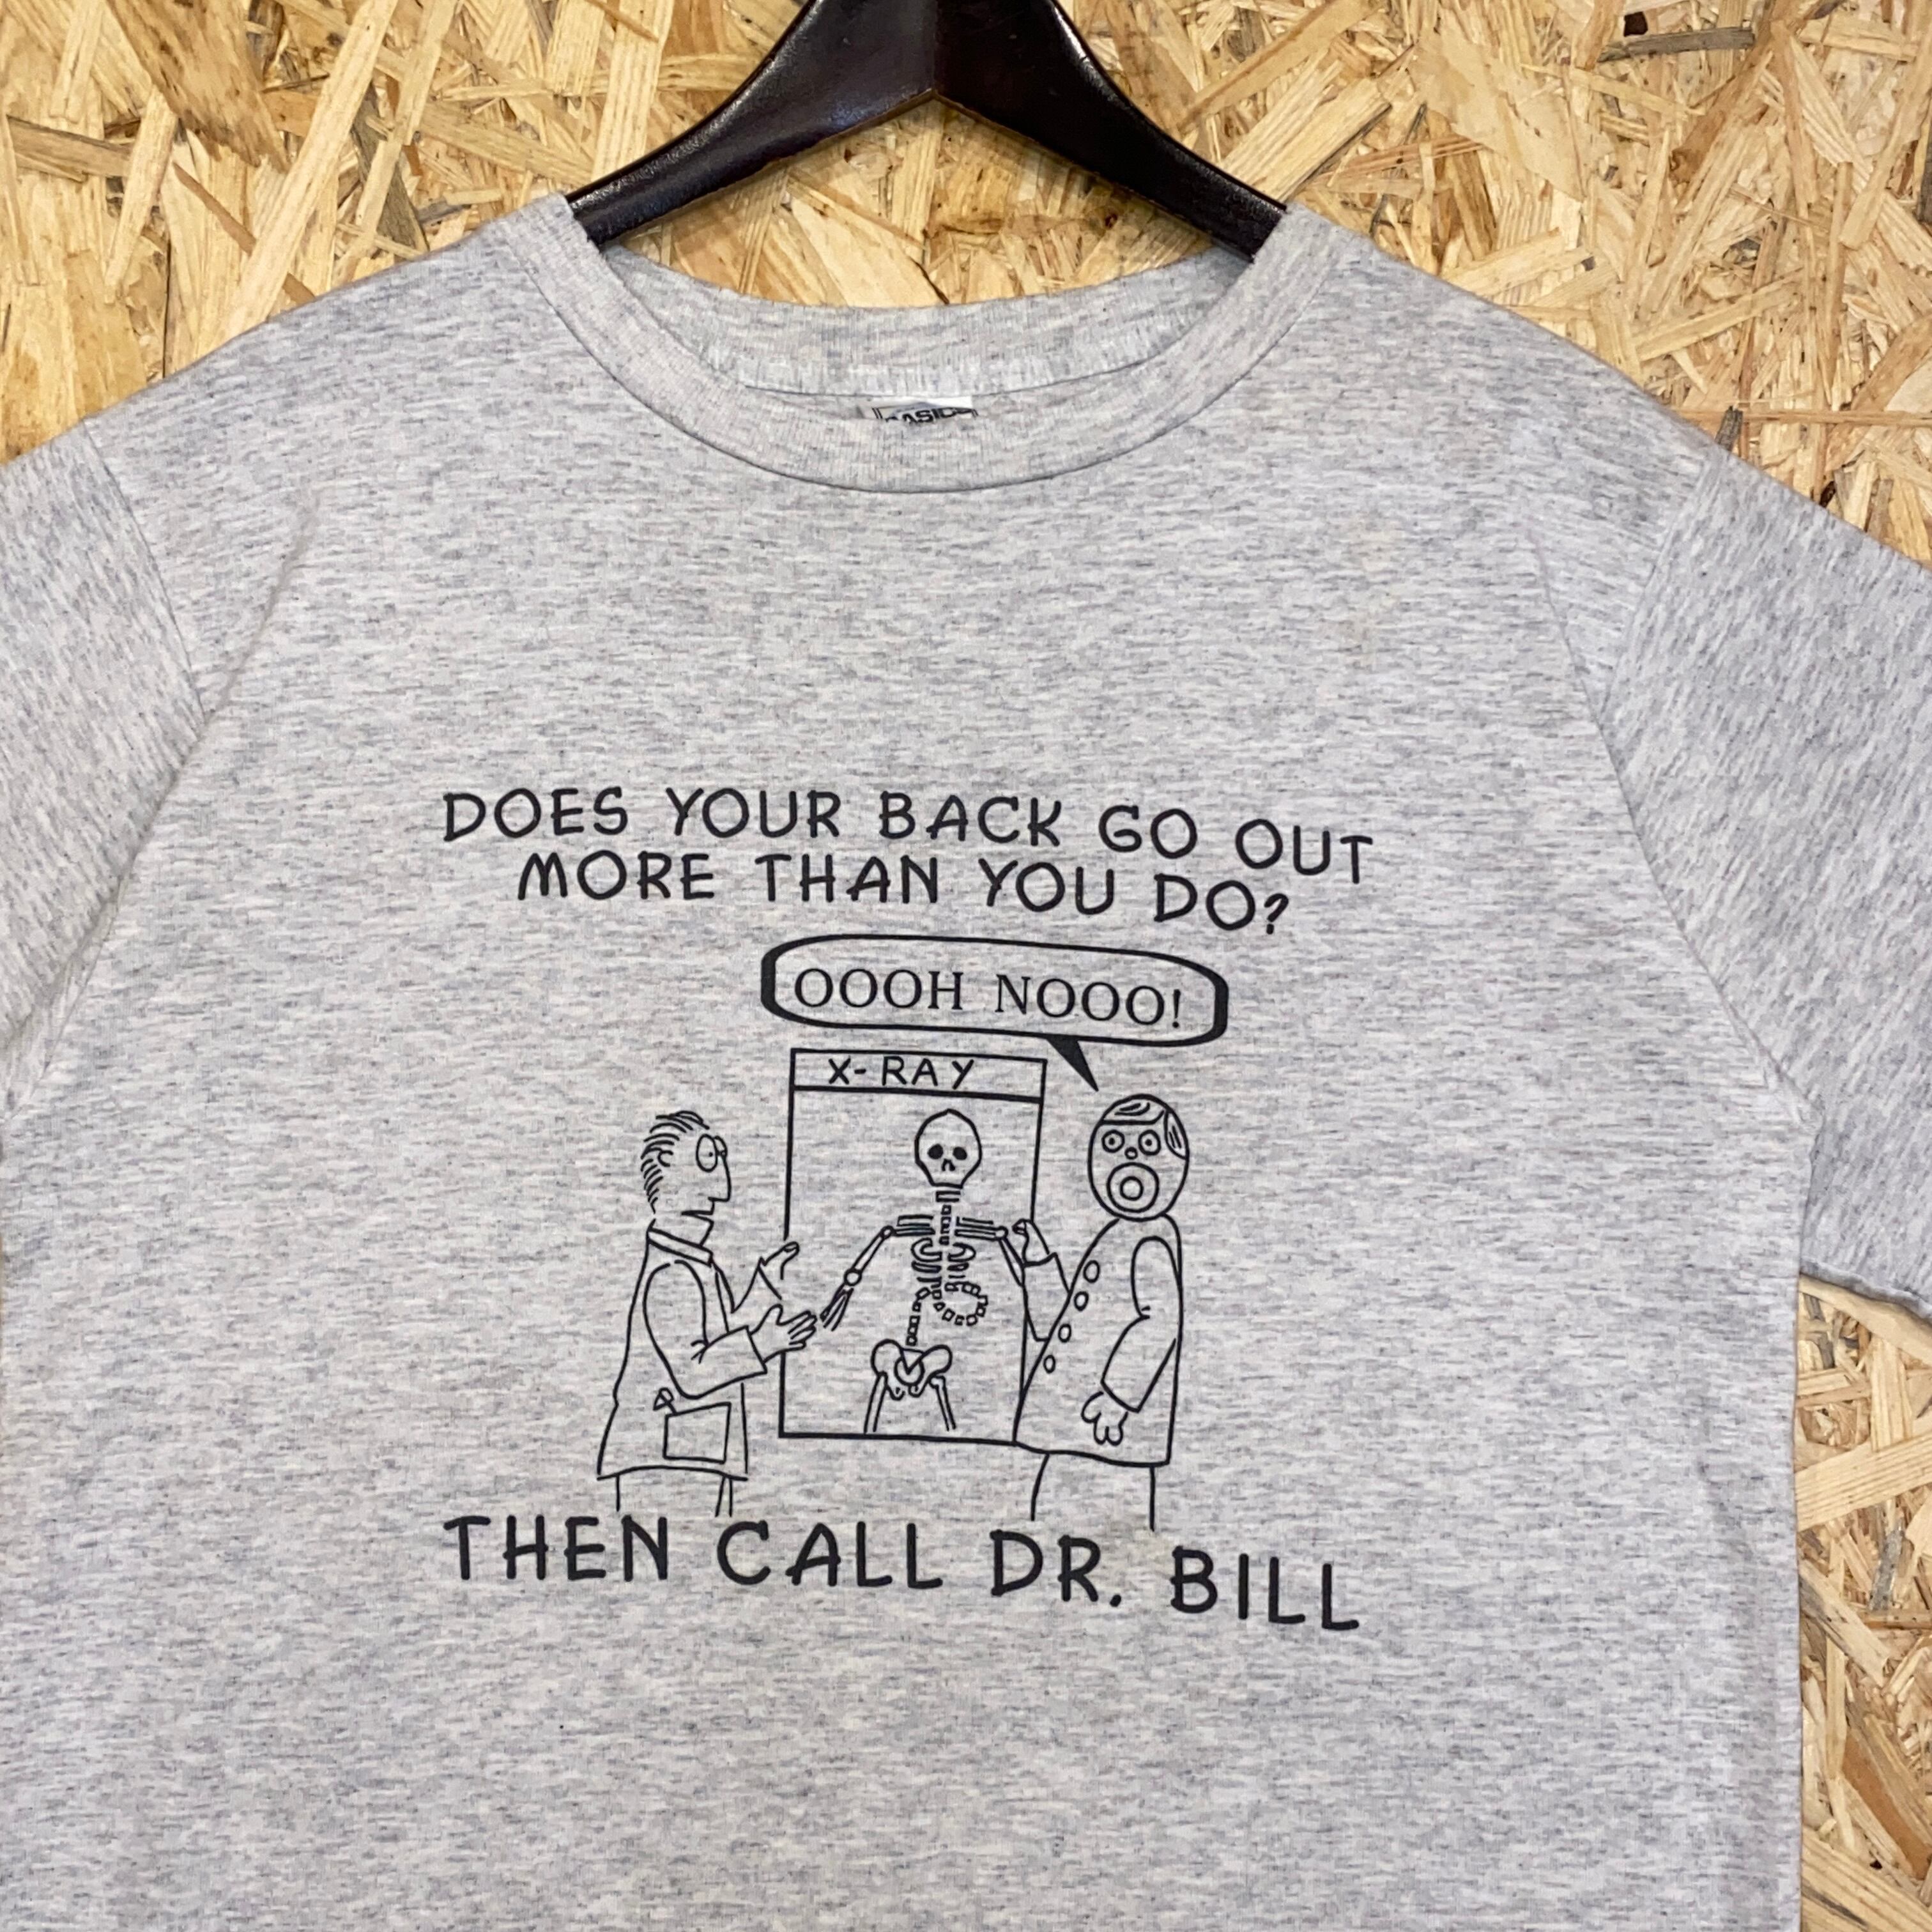 DOES YOUR BACK GO OUT
MORE THAN YOU DO?
OOOH NOOO!
X-RAY
THEN CALL DR. BILL